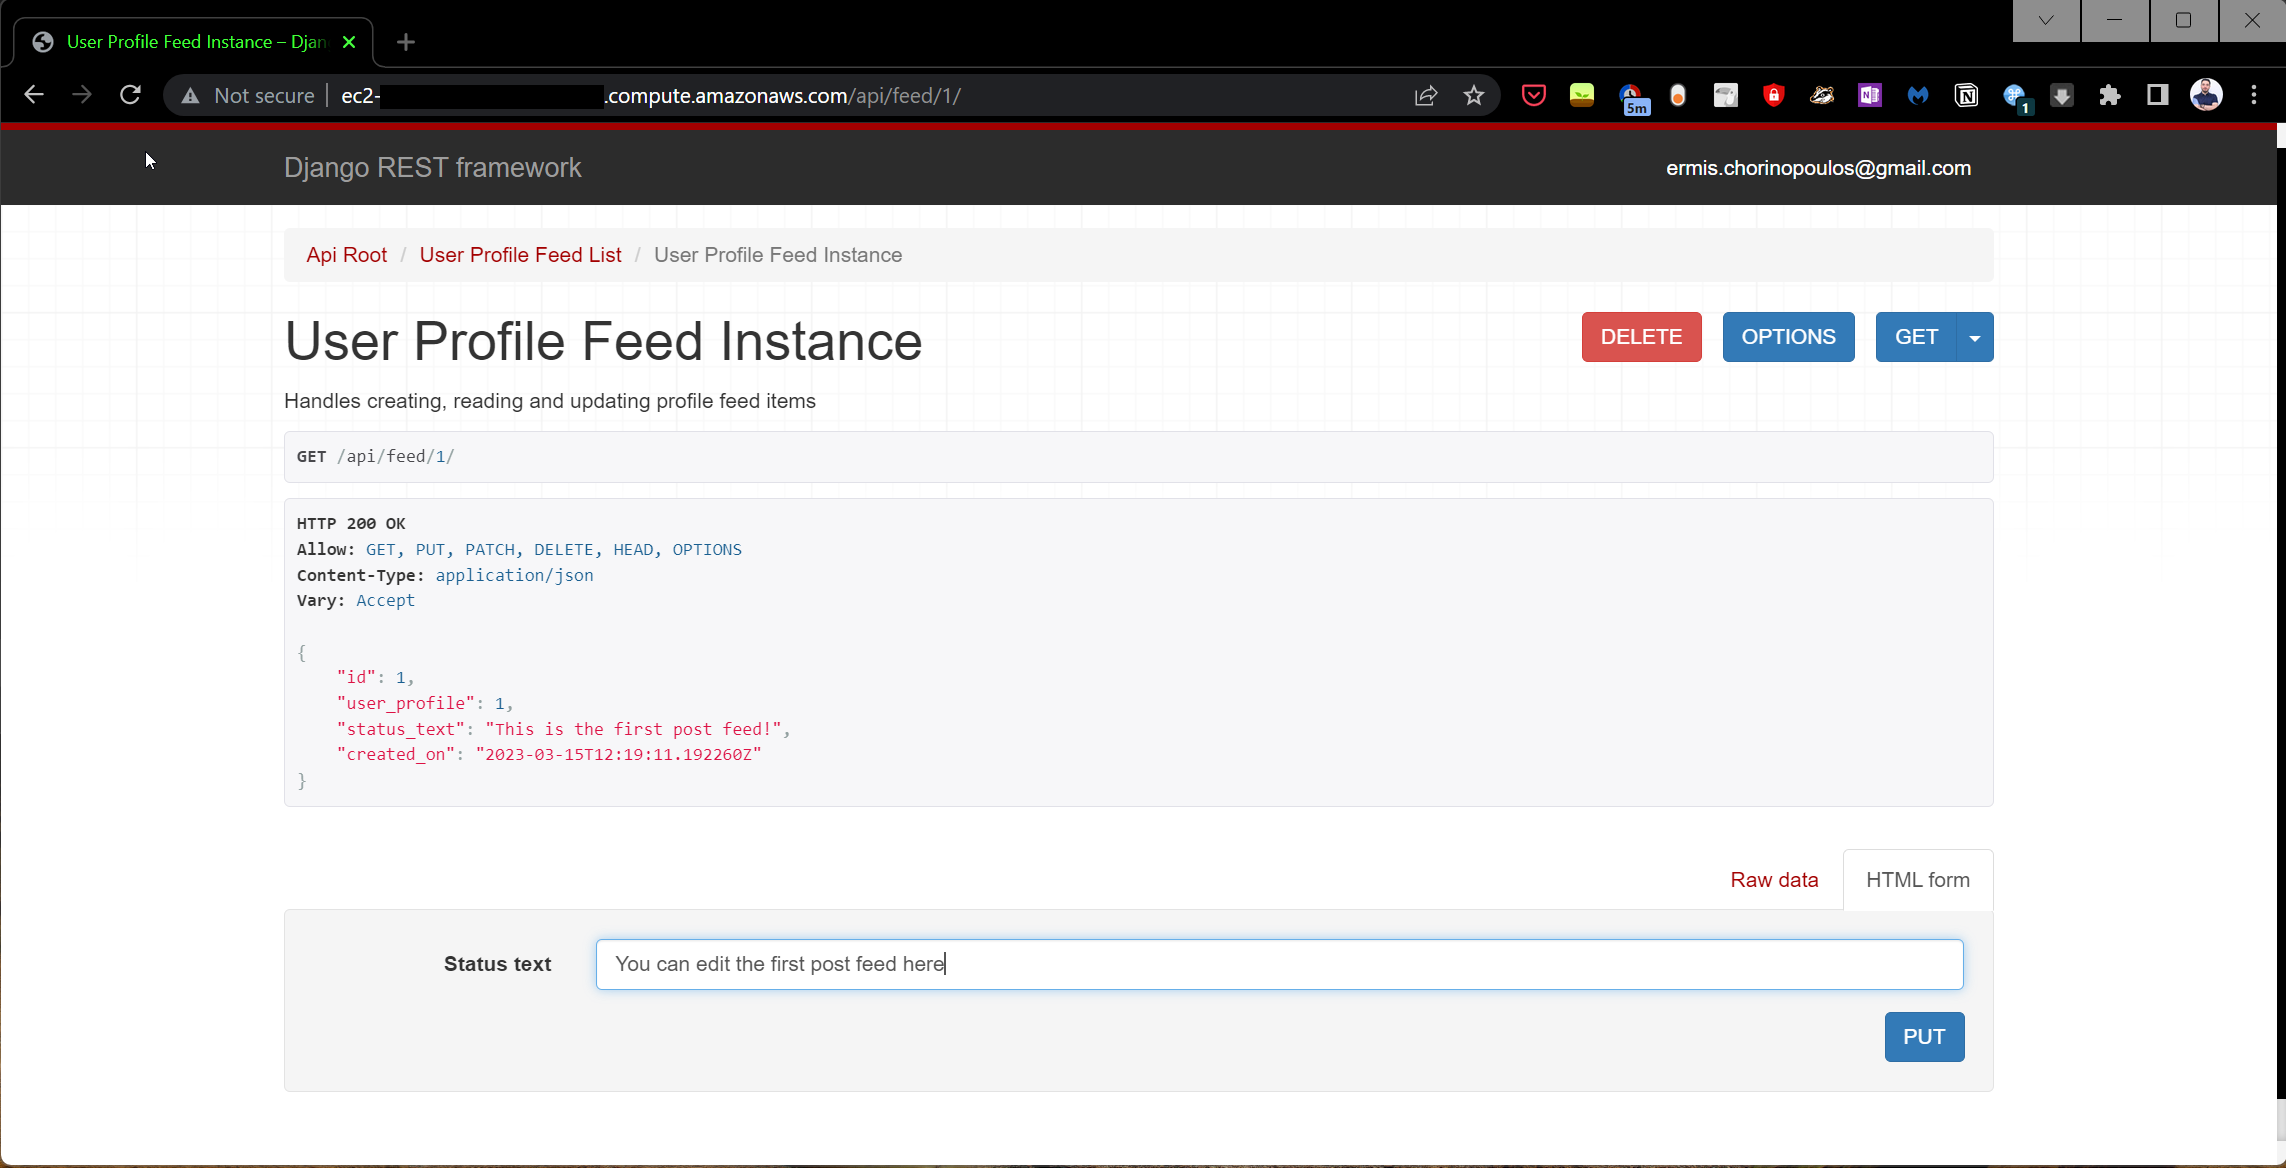 User Profile Feed Instance – Djan
Not secure ec2- .compute.amazonaws.com/api/feed/1/
5m
N
N
1
Django REST framework
ermis.chorinopoulos@gmail.com
Api Root / User Profile Feed List / User Profile Feed Instance
User Profile Feed Instance
DELETE
OPTIONS
GET
Handles creating, reading and updating profile feed items
GET /api/feed/1/
HTTP 200 OK
Allow: GET, PUT, PATCH, DELETE, HEAD, OPTIONS
Content-Type: application/json
Vary: Accept
{
"id": 1,
"user_profile": 1,
"status_text": "This is the first post feed!",
"created_on": "2023-03-15T12:19:11.192260Z"
}
Raw data
HTML form
Status text
You can edit the first post feed here
PUT